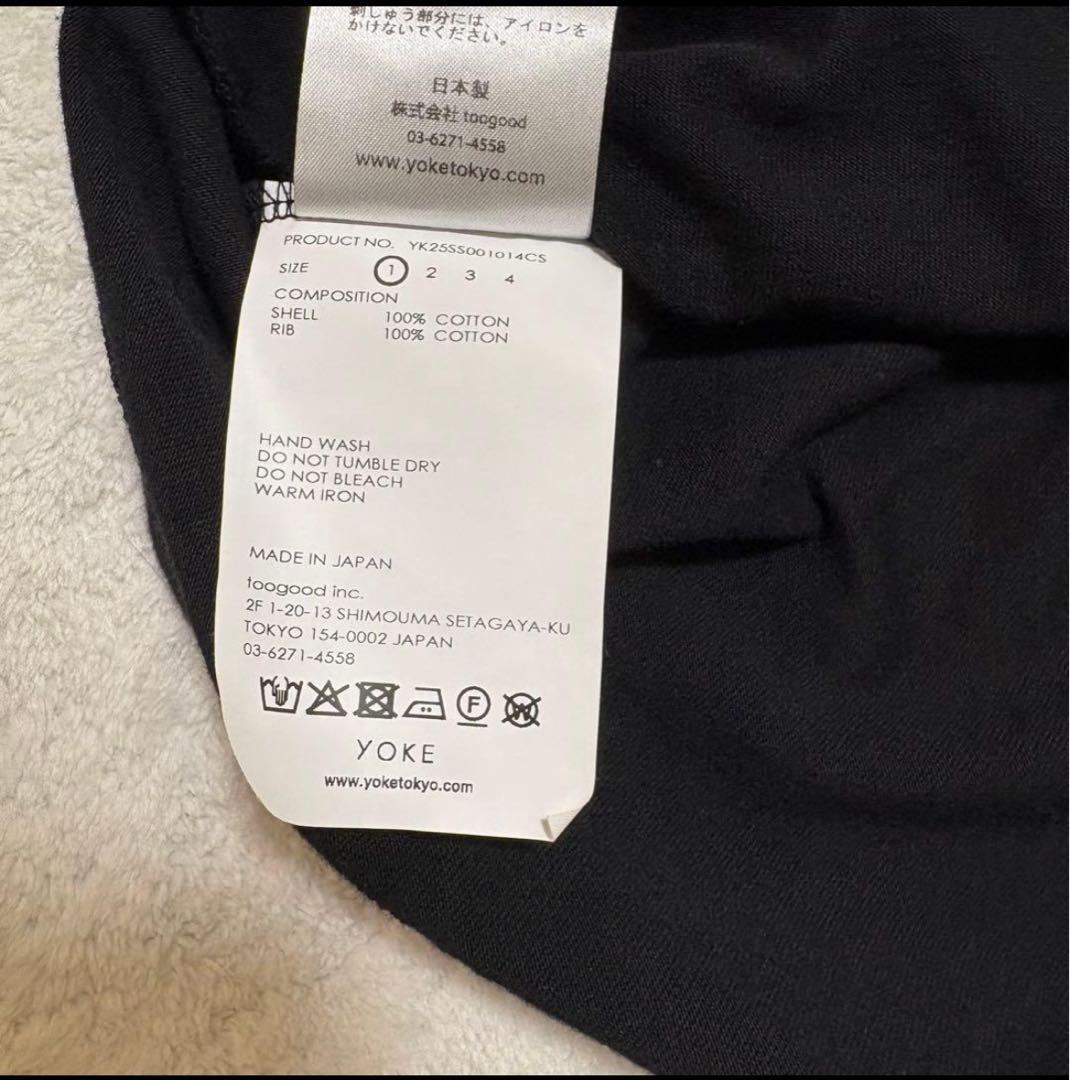 刺しゅう部分には、アイロンを
かけないでください。
日本製
株式会社 toogood
03-6271-4558
www.yoketokyo.com
PRODUCT NO. YK25SS001014CS
SIZE 1 2 3 4
COMPOSITION
SHELL 100% COTTON
RIB 100% COTTON
HAND WASH
DO NOT TUMBLE DRY
DO NOT BLEACH
WARM IRON
MADE IN JAPAN
toogood inc.
2F 1-20-13 SHIMOUMA SETAGAYA-KU
TOKYO 154-0002 JAPAN
03-6271-4558
F W
YOKE
www.yoketokyo.com